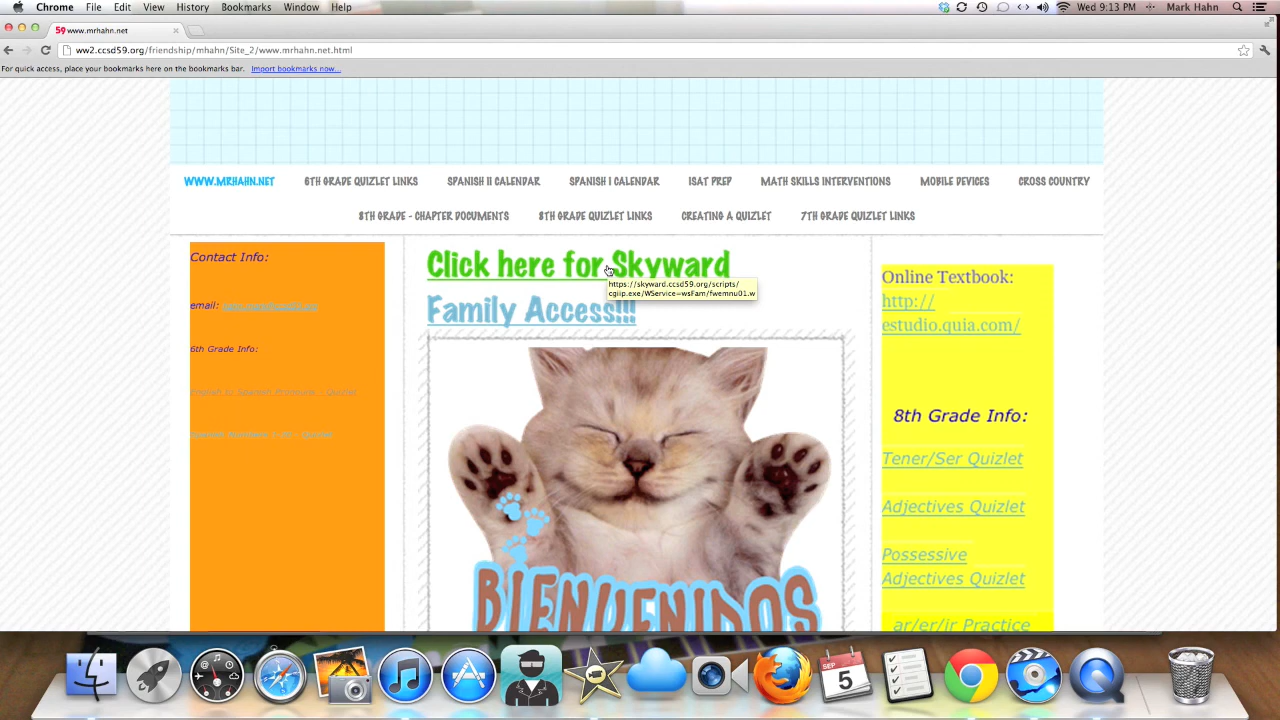 Chrome File Edit View History Bookmarks Window Help Wed 9:13 PM Mark Hahn
59 www.mrhahn.net
ww2.ccsd59.org/friendship/mhahn/Site_2/www.mrhahn.net.html
For quick access, place your bookmarks here on the bookmarks bar. Import bookmarks now...
WWW.MRHAHN.NET 6TH GRADE QUIZLET LINKS SPANISH II CALENDAR SPANISH I CALENDAR ISAT PREP MATH SKILLS INTERVENTIONS MOBILE DEVICES CROSS COUNTRY
8TH GRADE - CHAPTER DOCUMENTS 8TH GRADE QUIZLET LINKS CREATING A QUIZLET 7TH GRADE QUIZLET LINKS
Contact Info:
email:
6th Grade Info:
Click here for Skyward
https://skyward.ccsd59.org/scripts/
cgiip.exe/WService=wsFam/fwemnu01.w
Family Access!!!
BIENVENIDOS
Online Textbook:
http://
estudio.quia.com/
8th Grade Info:
Tener/Ser Quizlet
Adjectives Quizlet
Possessive
Adjectives Quizlet
ar/er/ir Practice
SEP
5